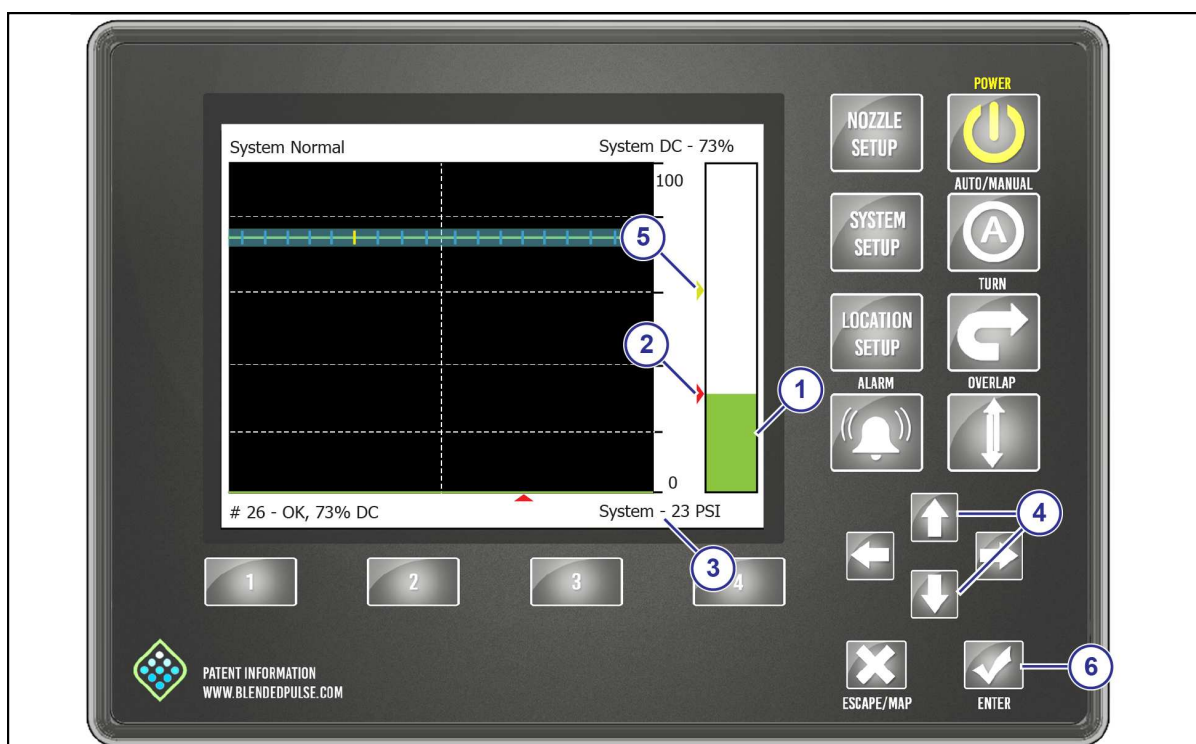 System Normal
System DC - 73%
100
0
# 26 - OK, 73% DC
System - 23 PSI
5
2
1
3
4
6
1
2
3
4
NOZZLE
SETUP
POWER
SYSTEM
SETUP
AUTO/MANUAL
A
LOCATION
SETUP
TURN
ALARM
OVERLAP
ESCAPE/MAP
ENTER
PATENT INFORMATION
WWW.BLENDEDPULSE.COM